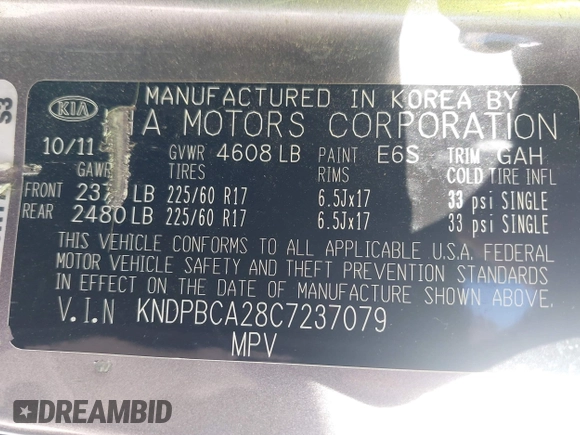 KIA
MANUFACTURED IN KOREA BY
A MOTORS CORPORATION
10/11 GVWR 4608 LB PAINT E6S TRIM GAH
GAWR TIRES RIMS COLD TIRE INFL
FRONT LB 225/60 R17 6.5Jx17 33 psi SINGLE
REAR 2480 LB 225/60 R17 6.5Jx17 33 psi SINGLE
THIS VEHICLE CONFORMS TO ALL APPLICABLE U.S.A. FEDERAL
MOTOR VEHICLE SAFETY AND THEFT PREVENTION STANDARDS
IN EFFECT ON THE DATE OF MANUFACTURE SHOWN ABOVE.
V.I.N KNDPBCA28C7237079
MPV
DREAMBID